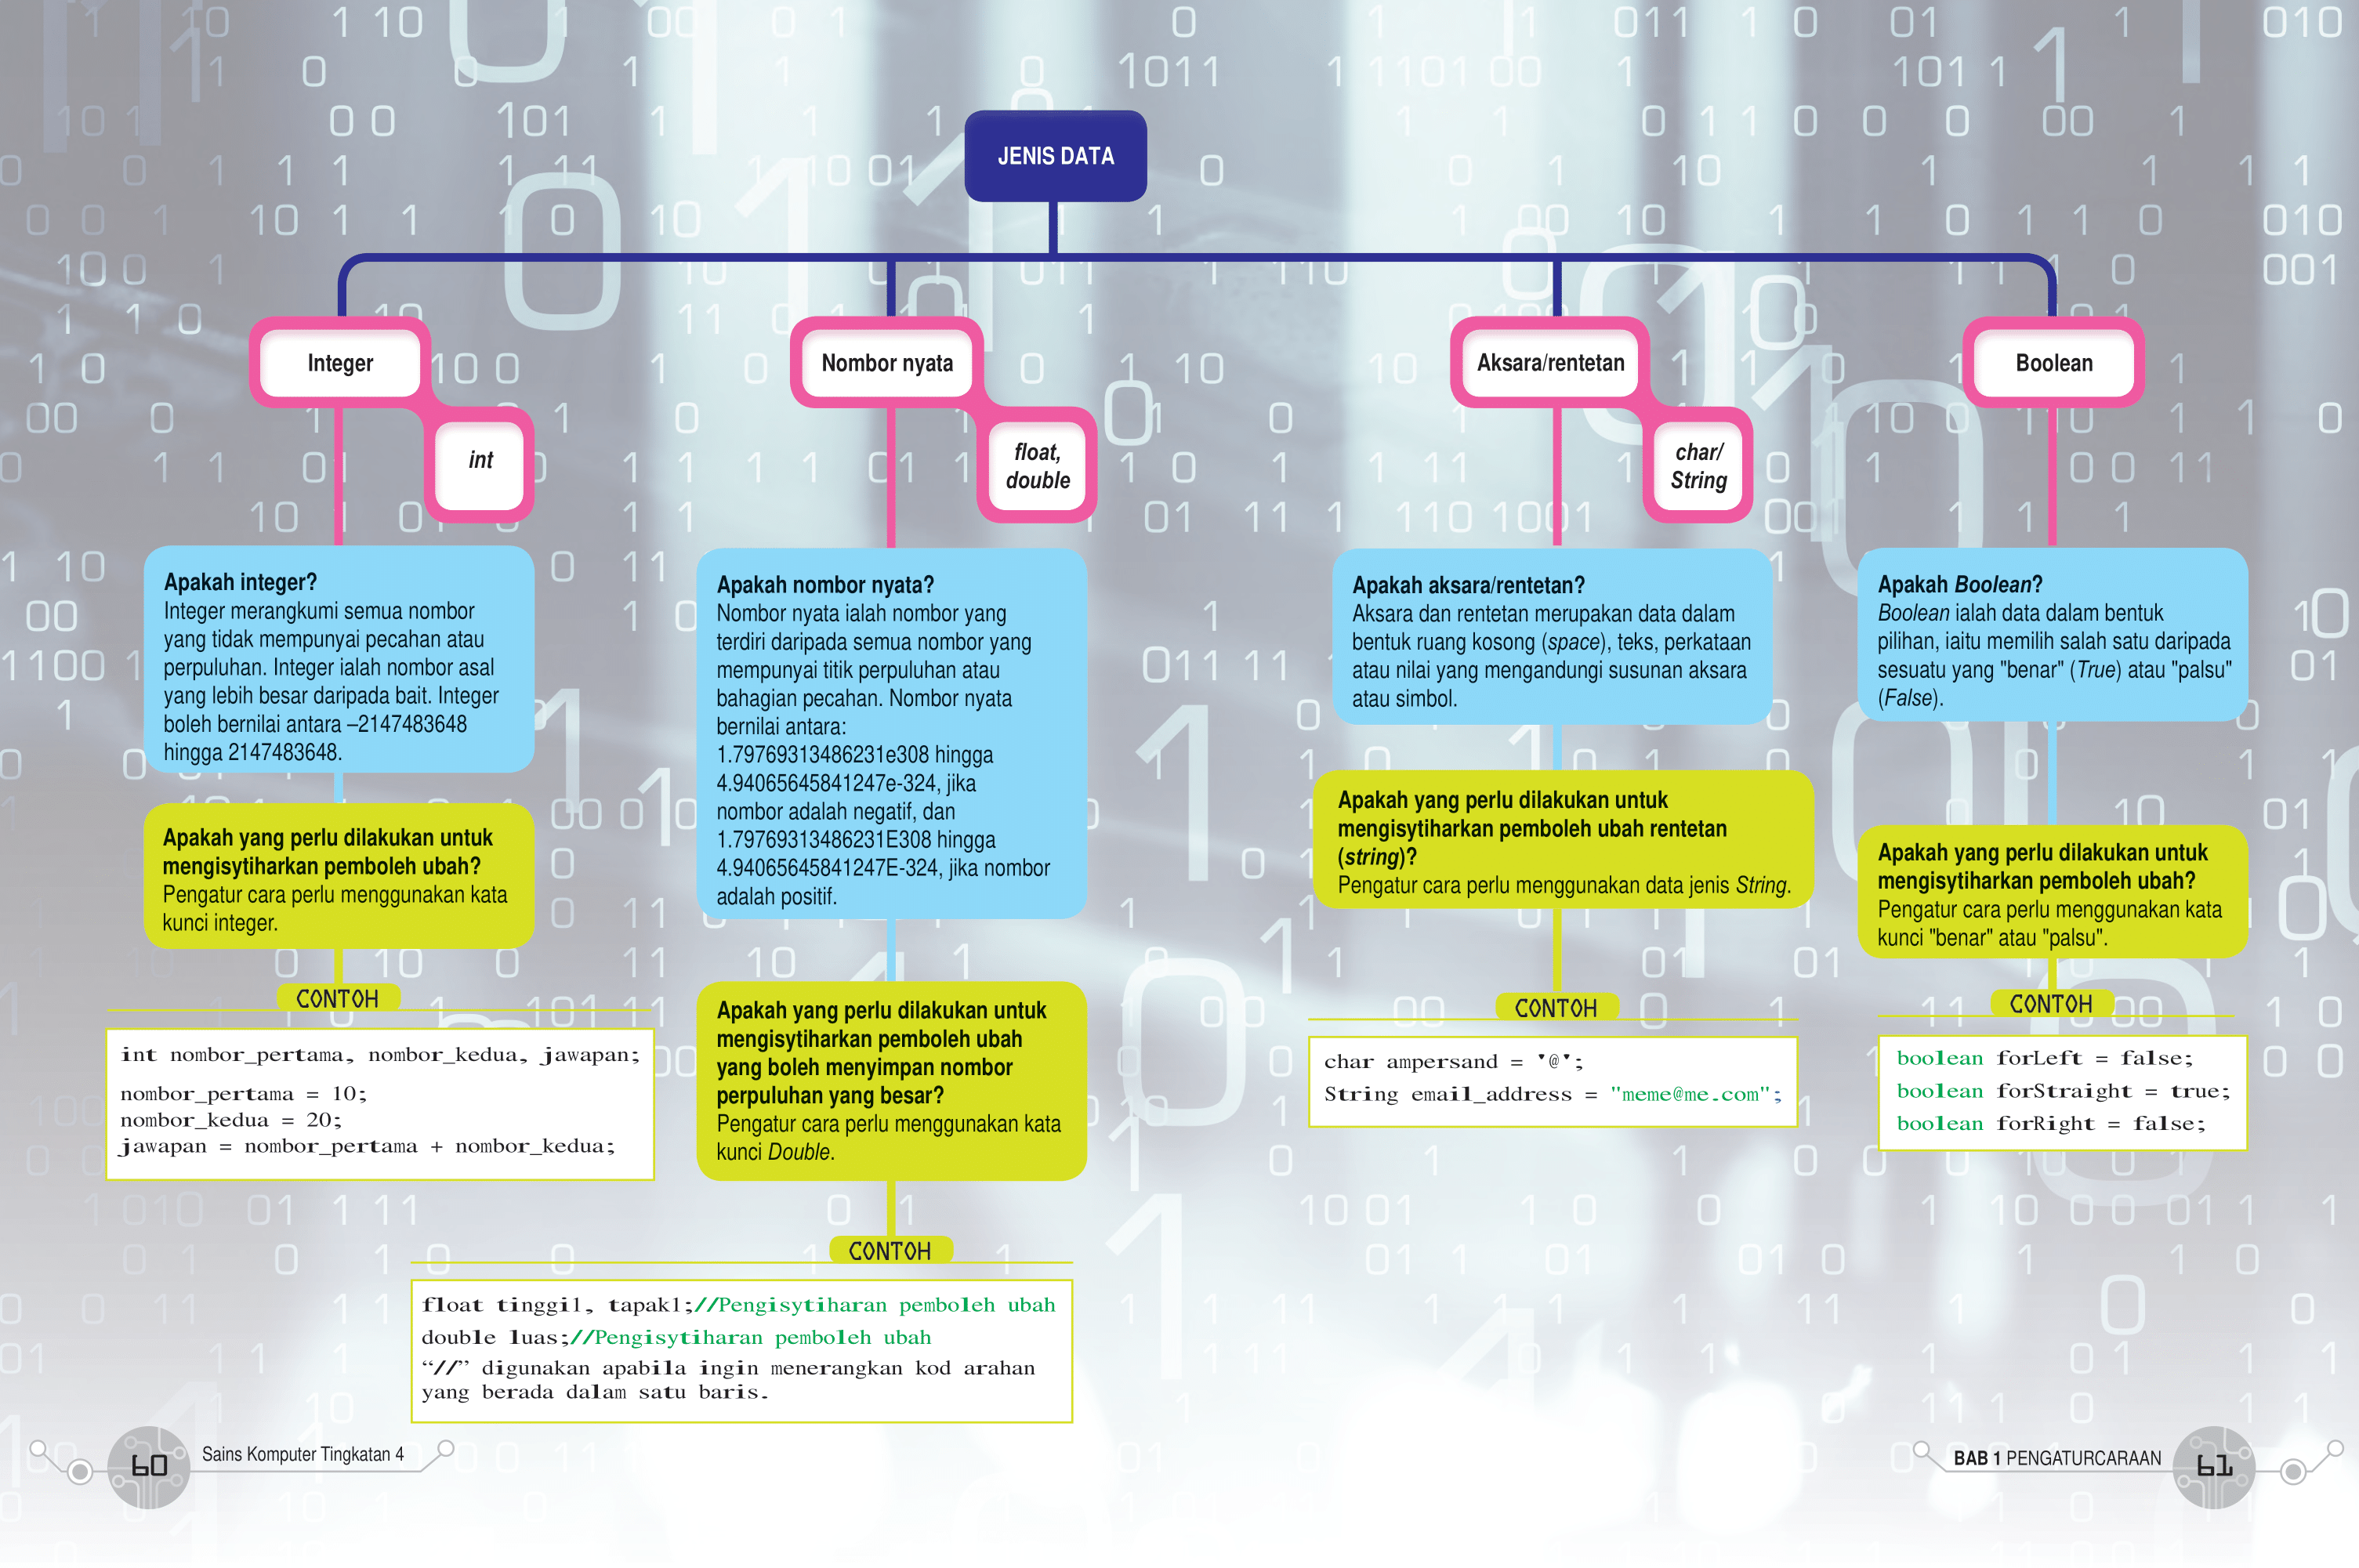 JENIS DATA
Integer
int
Apakah integer?
Integer merangkumi semua nombor
yang tidak mempunyai pecahan atau
perpuluhan. Integer ialah nombor asal
yang lebih besar daripada bait. Integer
boleh bernilai antara –2147483648
hingga 2147483648.
Apakah yang perlu dilakukan untuk
mengisytiharkan pemboleh ubah?
Pengatur cara perlu menggunakan kata
kunci integer.
CONTOH
int nombor_pertama, nombor_kedua, jawapan;
nombor_pertama = 10;
nombor_kedua = 20;
jawapan = nombor_pertama + nombor_kedua;
Nombor nyata
float,
double
Apakah nombor nyata?
Nombor nyata ialah nombor yang
terdiri daripada semua nombor yang
mempunyai titik perpuluhan atau
bahagian pecahan. Nombor nyata
bernilai antara:
1.79769313486231e308 hingga
4.94065645841247e-324, jika
nombor adalah negatif, dan
1.79769313486231E308 hingga
4.94065645841247E-324, jika nombor
adalah positif.
Apakah yang perlu dilakukan untuk
mengisytiharkan pemboleh ubah
yang boleh menyimpan nombor
perpuluhan yang besar?
Pengatur cara perlu menggunakan kata
kunci Double.
CONTOH
float tinggi1, tapak1;//Pengisytiharan pemboleh ubah
double luas;//Pengisytiharan pemboleh ubah
“//” digunakan apabila ingin menerangkan kod arahan
yang berada dalam satu baris.
Aksara/rentetan
char/
String
Apakah aksara/rentetan?
Aksara dan rentetan merupakan data dalam
bentuk ruang kosong (space), teks, perkataan
atau nilai yang mengandungi susunan aksara
atau simbol.
Apakah yang perlu dilakukan untuk
mengisytiharkan pemboleh ubah rentetan
(string)?
Pengatur cara perlu menggunakan data jenis String.
CONTOH
char ampersand = '@';
String email_address = "meme@me.com";
Boolean
Apakah Boolean?
Boolean ialah data dalam bentuk
pilihan, iaitu memilih salah satu daripada
sesuatu yang "benar" (True) atau "palsu"
(False).
Apakah yang perlu dilakukan untuk
mengisytiharkan pemboleh ubah?
Pengatur cara perlu menggunakan kata
kunci "benar" atau "palsu".
CONTOH
boolean forLeft = false;
boolean forStraight = true;
boolean forRight = false;
60 Sains Komputer Tingkatan 4
BAB 1 PENGATURCARAAN 61